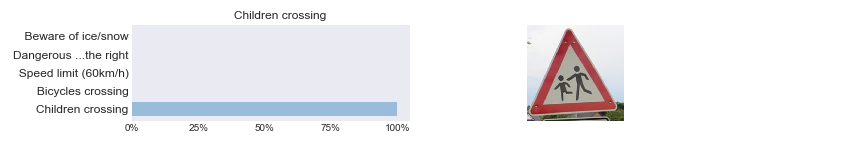 Children crossing
Beware of ice/snow
Dangerous ...the right
Speed limit (60km/h)
Bicycles crossing
Children crossing
0% 25% 50% 75% 100%